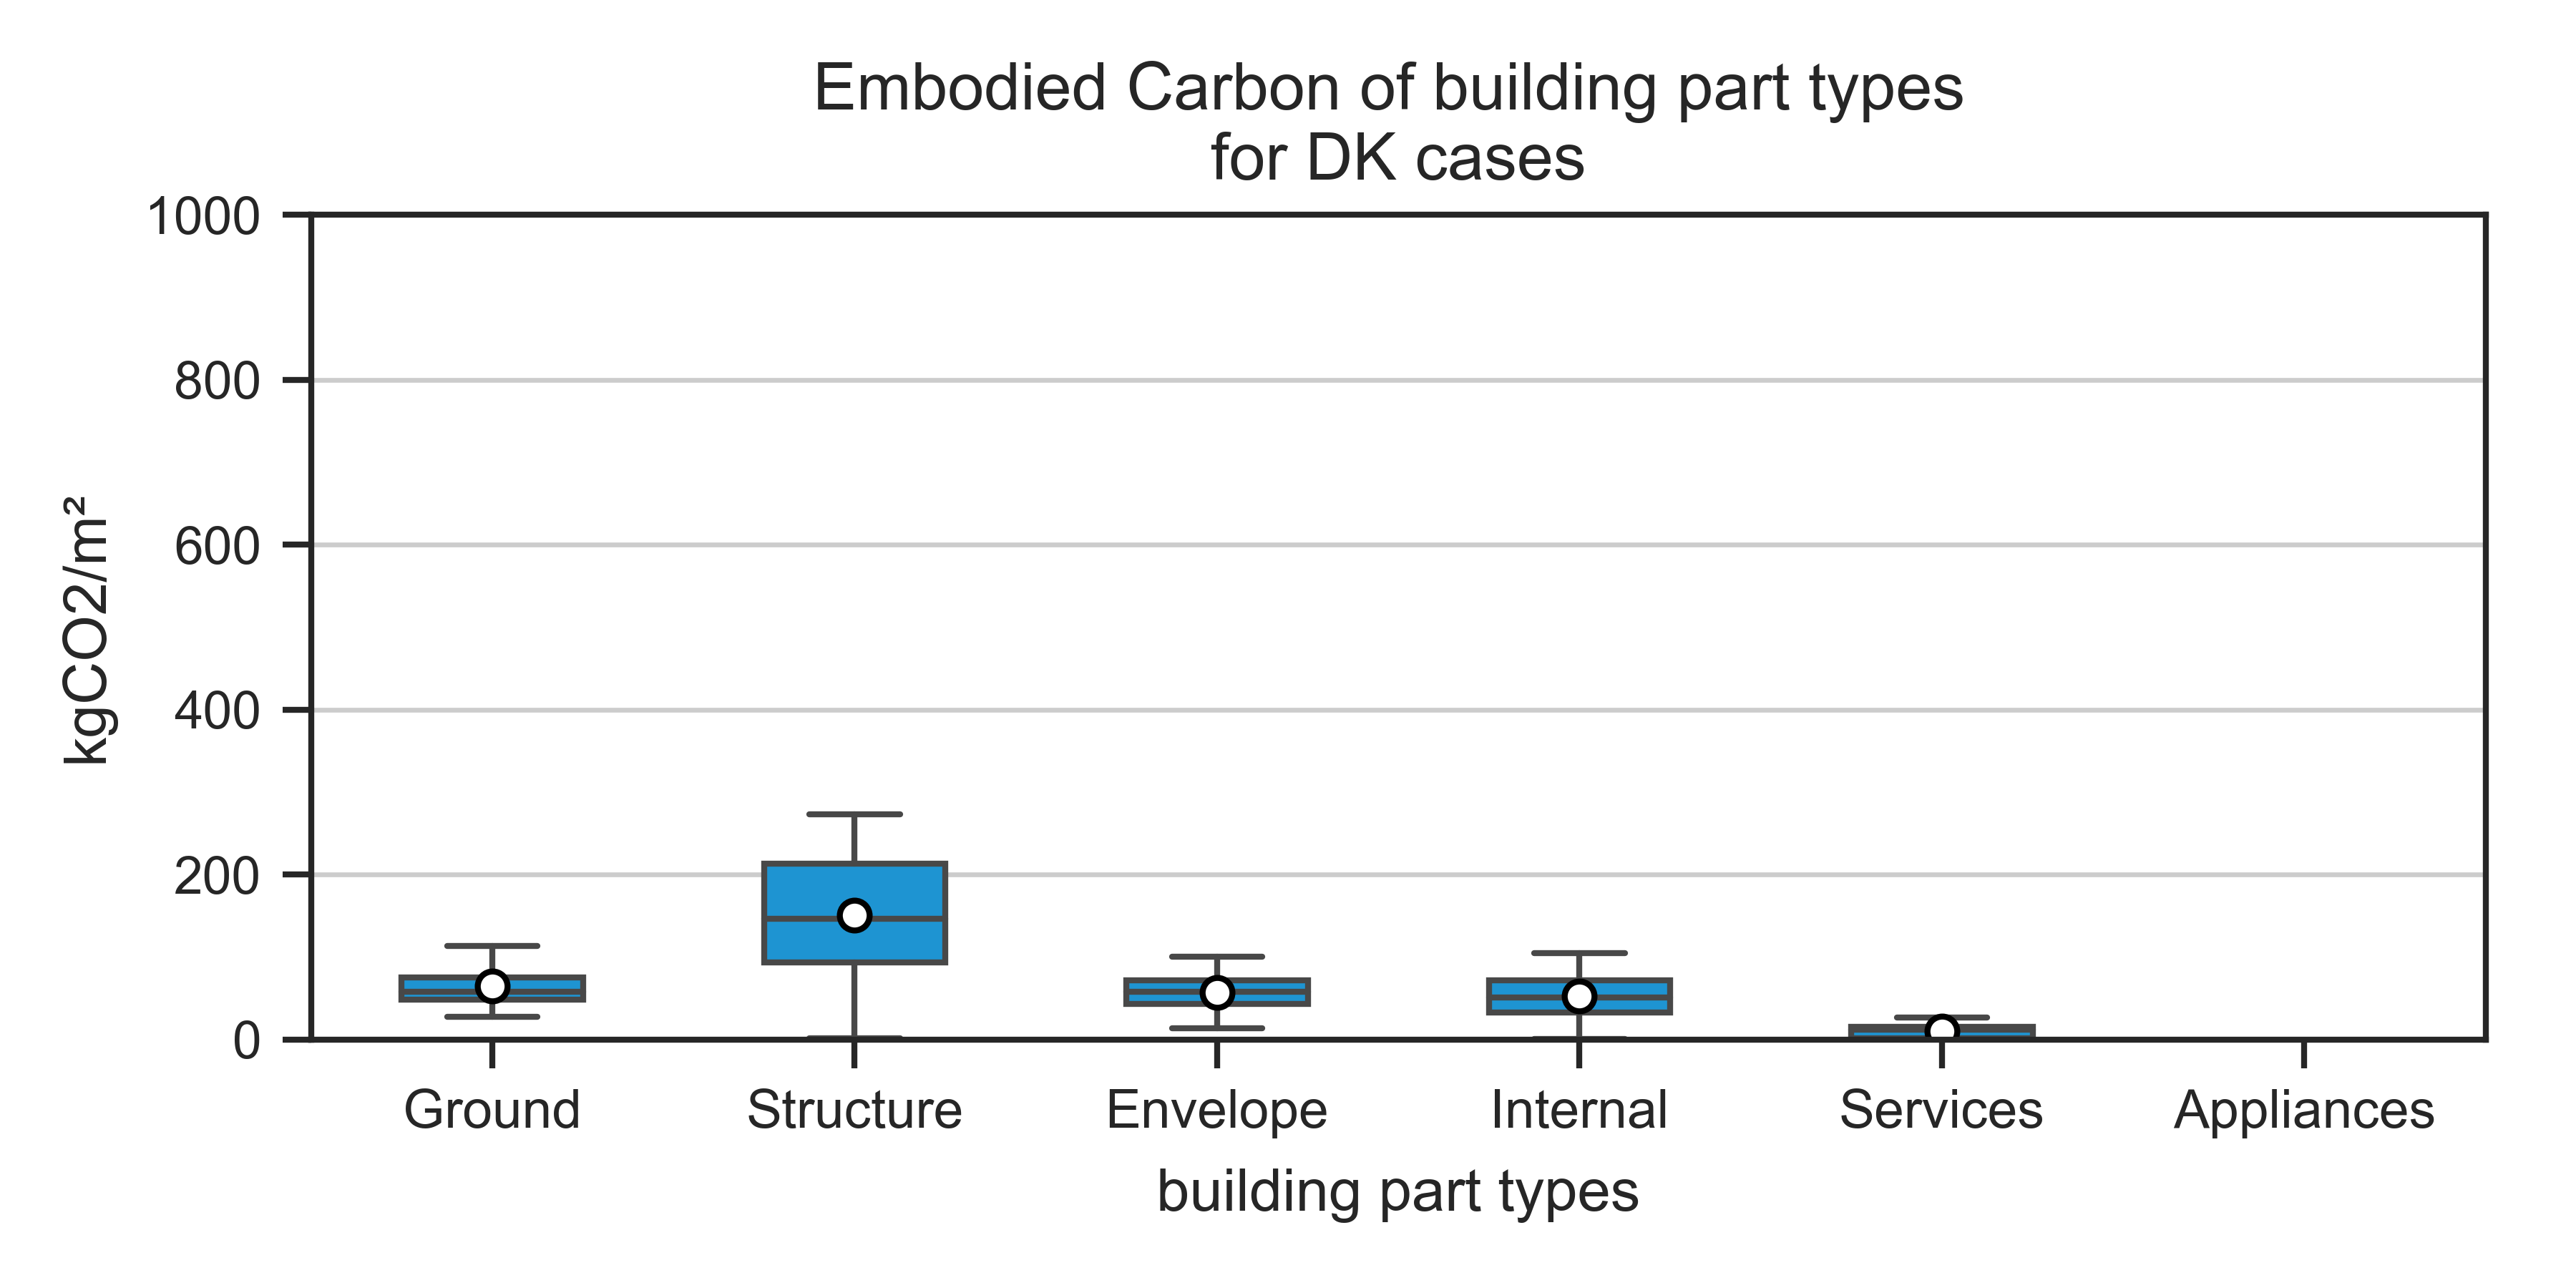 Embodied Carbon of building part types
for DK cases
1000
800
600
400
200
0
kgCO2/m²
Ground Structure Envelope Internal Services Appliances
building part types